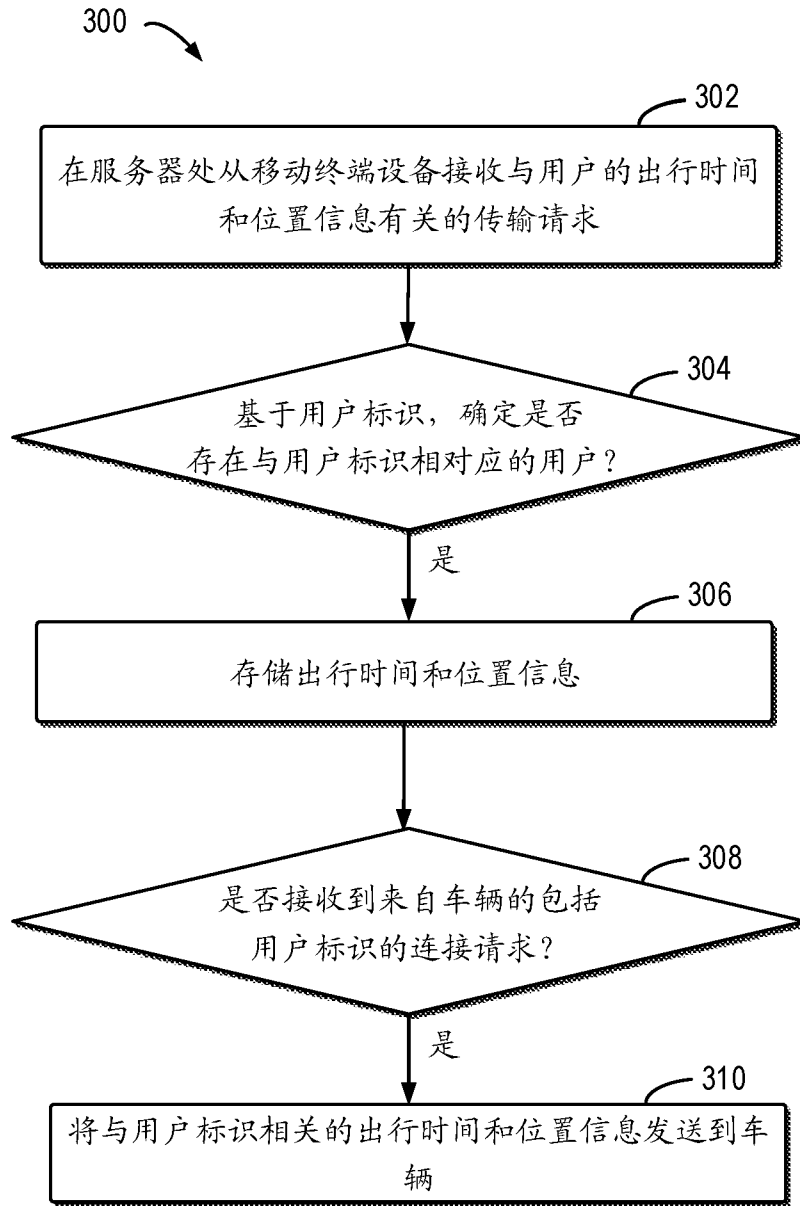 300
302
在服务器处从移动终端设备接收与用户的出行时间
和位置信息有关的传输请求
304
基于用户标识，确定是否
存在与用户标识相对应的用户？
是
306
存储出行时间和位置信息
308
是否接收到来自车辆的包括
用户标识的连接请求？
是
310
将与用户标识相关的出行时间和位置信息发送到车
辆